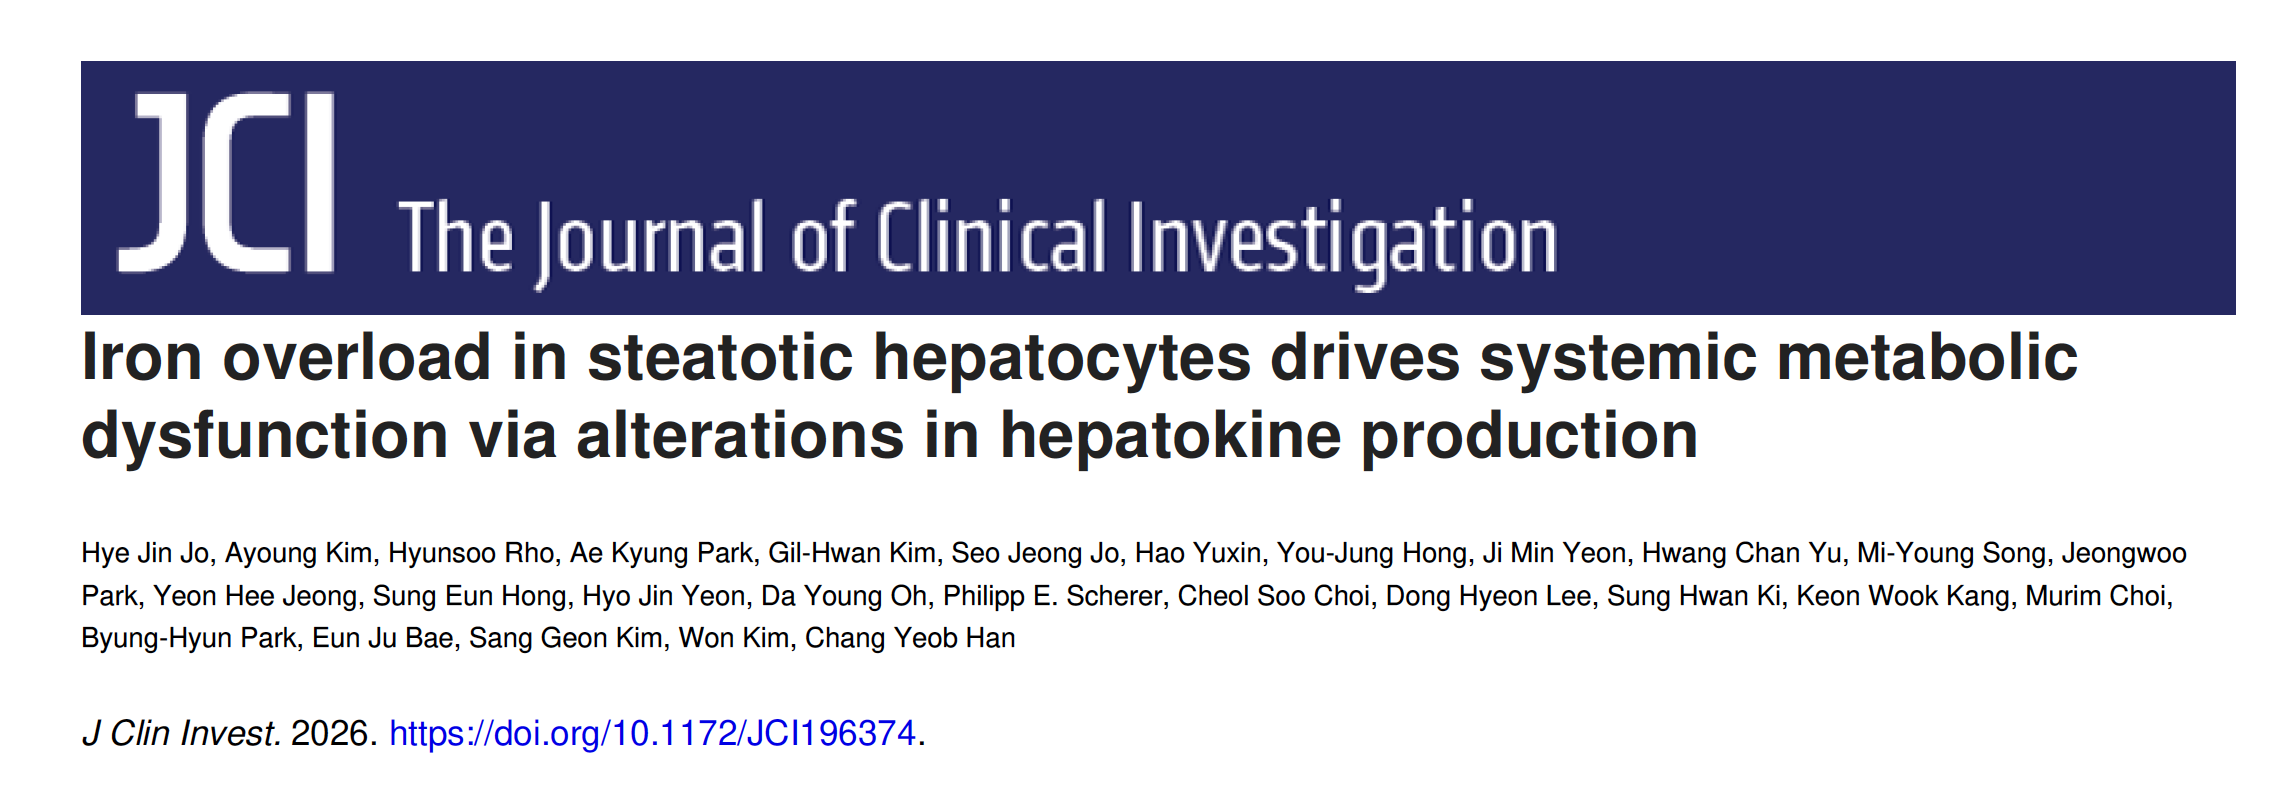 JCI The Journal of Clinical Investigation
Iron overload in steatotic hepatocytes drives systemic metabolic
dysfunction via alterations in hepatokine production
Hye Jin Jo, Ayoung Kim, Hyunsoo Rho, Ae Kyung Park, Gil-Hwan Kim, Seo Jeong Jo, Hao Yuxin, You-Jung Hong, Ji Min Yeon, Hwang Chan Yu, Mi-Young Song, Jeongwoo
Park, Yeon Hee Jeong, Sung Eun Hong, Hyo Jin Yeon, Da Young Oh, Philipp E. Scherer, Cheol Soo Choi, Dong Hyeon Lee, Sung Hwan Ki, Keon Wook Kang, Murim Choi,
Byung-Hyun Park, Eun Ju Bae, Sang Geon Kim, Won Kim, Chang Yeob Han
J Clin Invest. 2026. https://doi.org/10.1172/JCI196374.